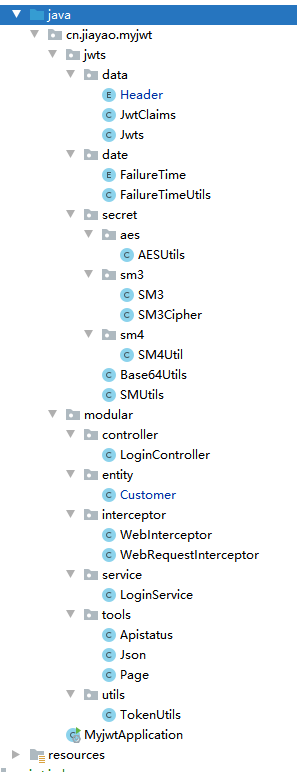 java
cn.jiayao.myjwt
jwts
data
E Header
C JwtClaims
C Jwts
date
E FailureTime
C FailureTimeUtils
secret
aes
C AESUtils
sm3
C SM3
C SM3Cipher
sm4
C SM4Util
C Base64Utils
C SMUtils
modular
controller
C LoginController
entity
C Customer
interceptor
C WebInterceptor
C WebRequestInterceptor
service
C LoginService
tools
C Apistatus
C Json
C Page
utils
C TokenUtils
MyjwtApplication
resources